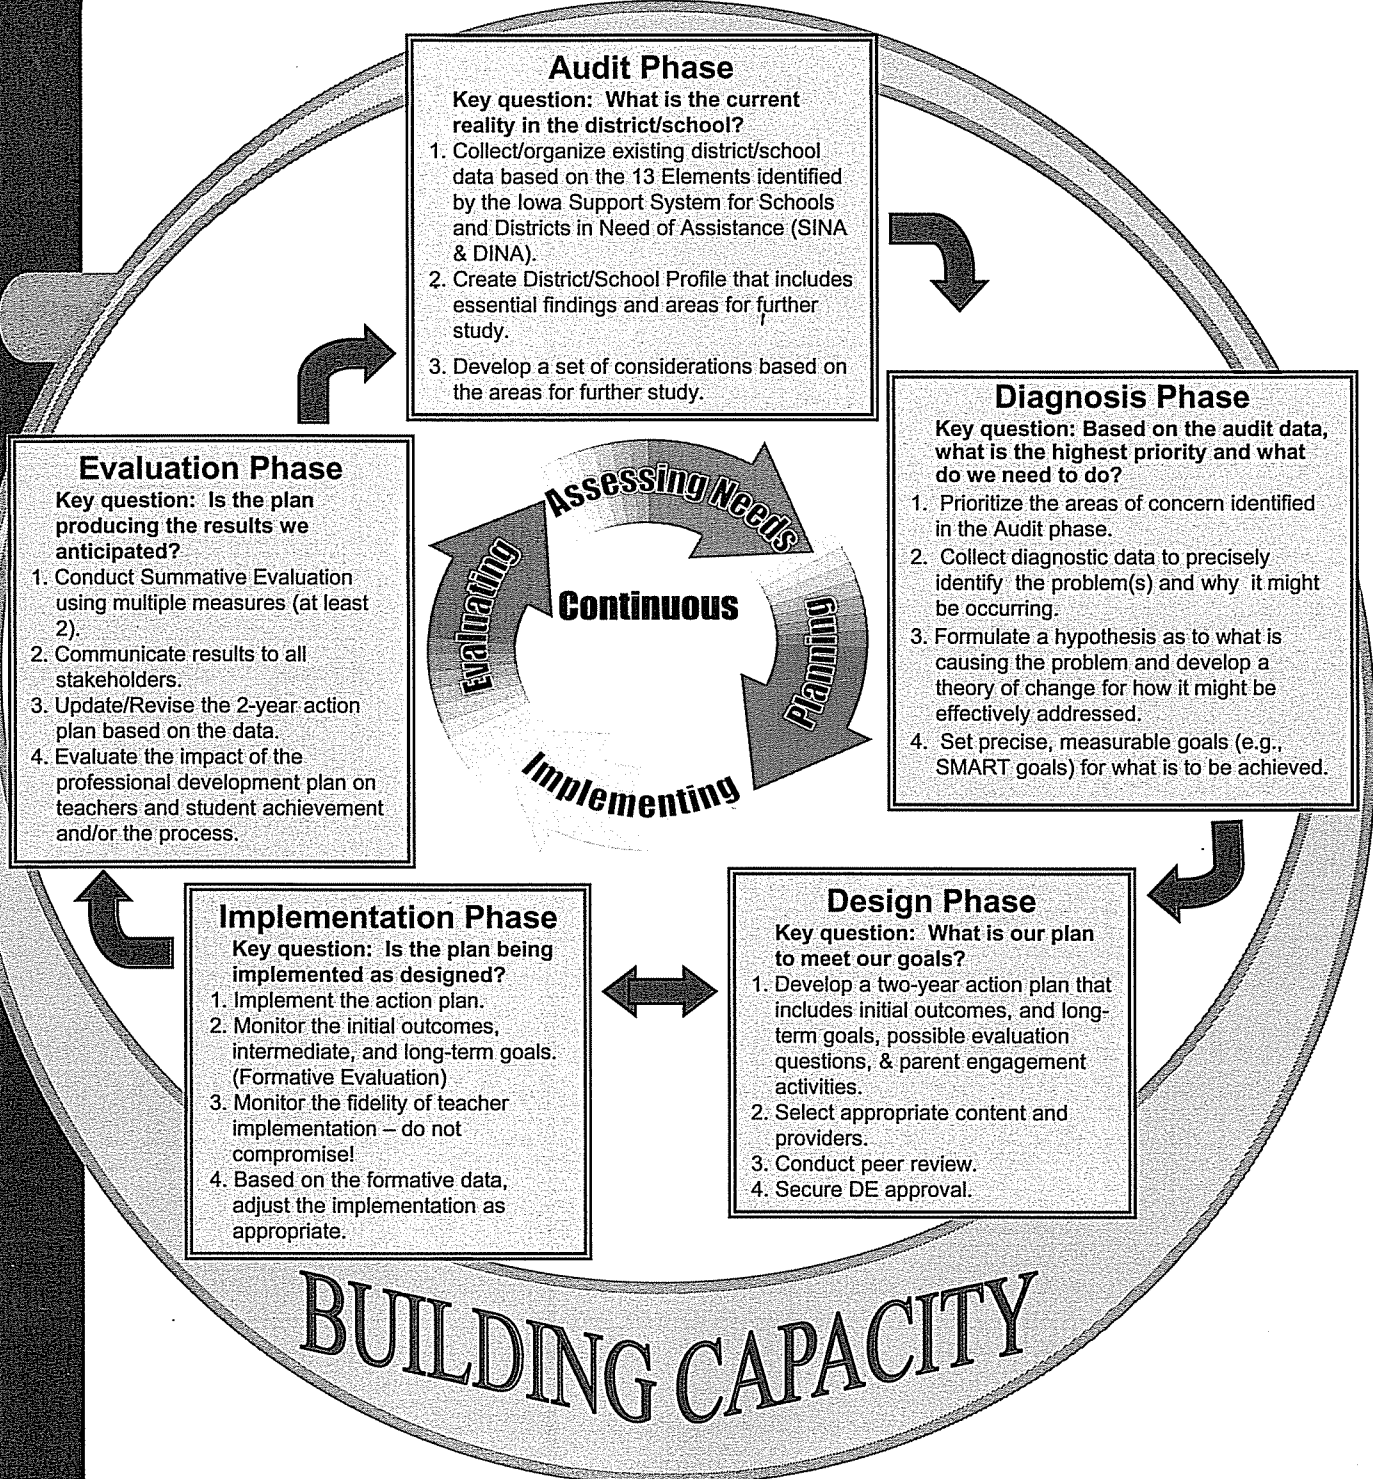 Audit Phase
Key question: What is the current
reality in the district/school?
1. Collect/organize existing district/school
data based on the 13 Elements identified
by the Iowa Support System for Schools
and Districts in Need of Assistance (SINA
& DINA).
2. Create District/School Profile that includes
essential findings and areas for further
study.
3. Develop a set of considerations based on
the areas for further study.
Diagnosis Phase
Key question: Based on the audit data,
what is the highest priority and what
do we need to do?
1. Prioritize the areas of concern identified
in the Audit phase.
2. Collect diagnostic data to precisely
identify the problem(s) and why it might
be occurring.
3. Formulate a hypothesis as to what is
causing the problem and develop a
theory of change for how it might be
effectively addressed.
4. Set precise, measurable goals (e.g.,
SMART goals) for what is to be achieved.
Evaluation Phase
Key question: Is the plan
producing the results we
anticipated?
1. Conduct Summative Evaluation
using multiple measures (at least
2).
2. Communicate results to all
stakeholders.
3. Update/Revise the 2-year action
plan based on the data.
4. Evaluate the impact of the
professional development plan on
teachers and student achievement
and/or the process.
Assessing Needs
Planning
Implementing
Evaluating
Continuous
Implementation Phase
Key question: Is the plan being
implemented as designed?
1. Implement the action plan.
2. Monitor the initial outcomes,
intermediate, and long-term goals.
(Formative Evaluation)
3. Monitor the fidelity of teacher
implementation – do not
compromise!
4. Based on the formative data,
adjust the implementation as
appropriate.
Design Phase
Key question: What is our plan
to meet our goals?
1. Develop a two-year action plan that
includes initial outcomes, and long-
term goals, possible evaluation
questions, & parent engagement
activities.
2. Select appropriate content and
providers.
3. Conduct peer review.
4. Secure DE approval.
BUILDING CAPACITY